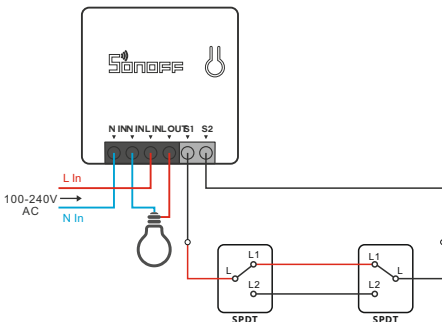 SONOFF
N IN N IN L IN L OUT S1 S2
L In
100-240V
AC
N In
L1
L
L2
SPDT
L1
L
L2
SPDT